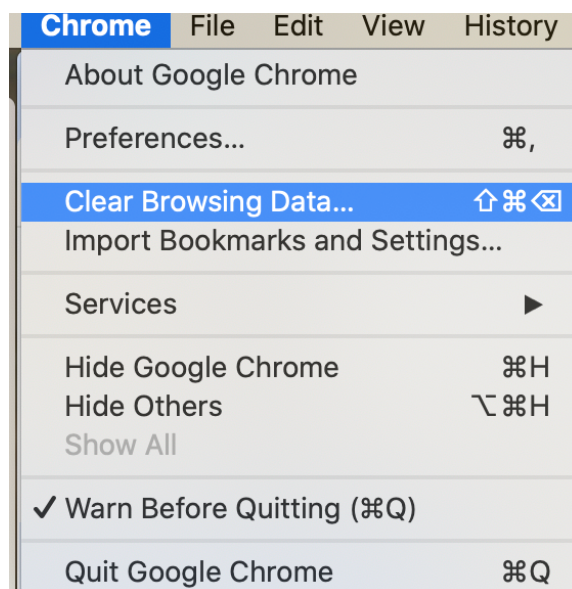 Chrome File Edit View History
About Google Chrome
Preferences... ⌘,
Clear Browsing Data... ⇧⌘⌫
Import Bookmarks and Settings...
Services ▶
Hide Google Chrome ⌘H
Hide Others ⌥⌘H
Show All
✓ Warn Before Quitting (⌘Q)
Quit Google Chrome ⌘Q